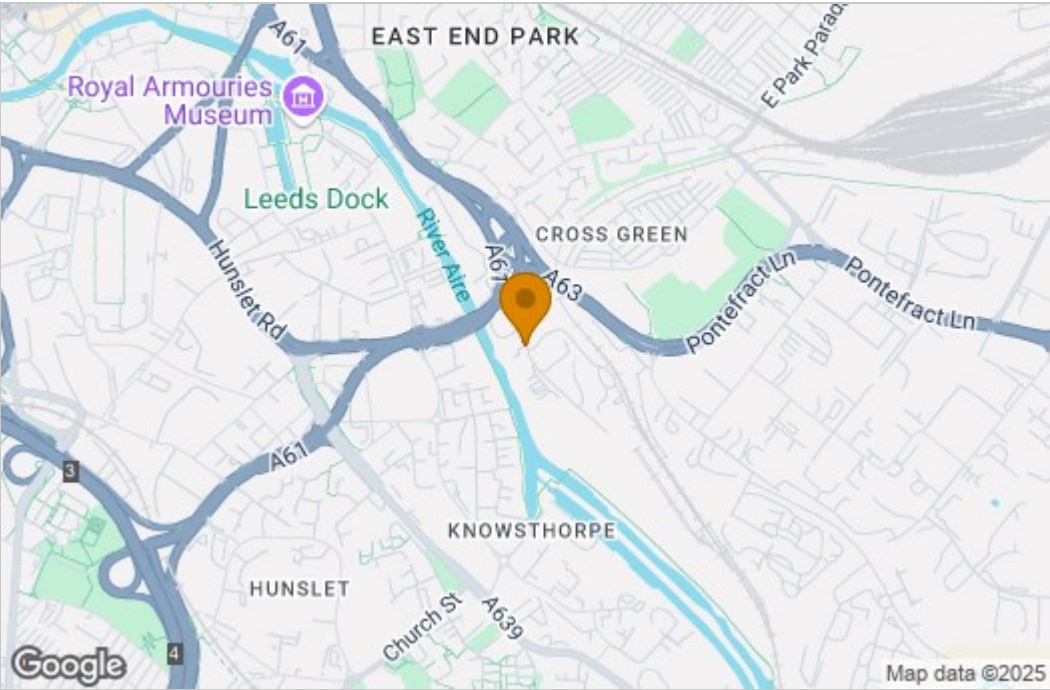 A61
EAST END PARK
E Park Parade
Royal Armouries
Museum
Leeds Dock
River Aire
CROSS GREEN
A61
A63
Hunslet Rd
Pontefract Ln
Pontefract Ln
A61
3
KNOWSTHORPE
HUNSLET
Church St
A639
4
Google
Map data ©2025